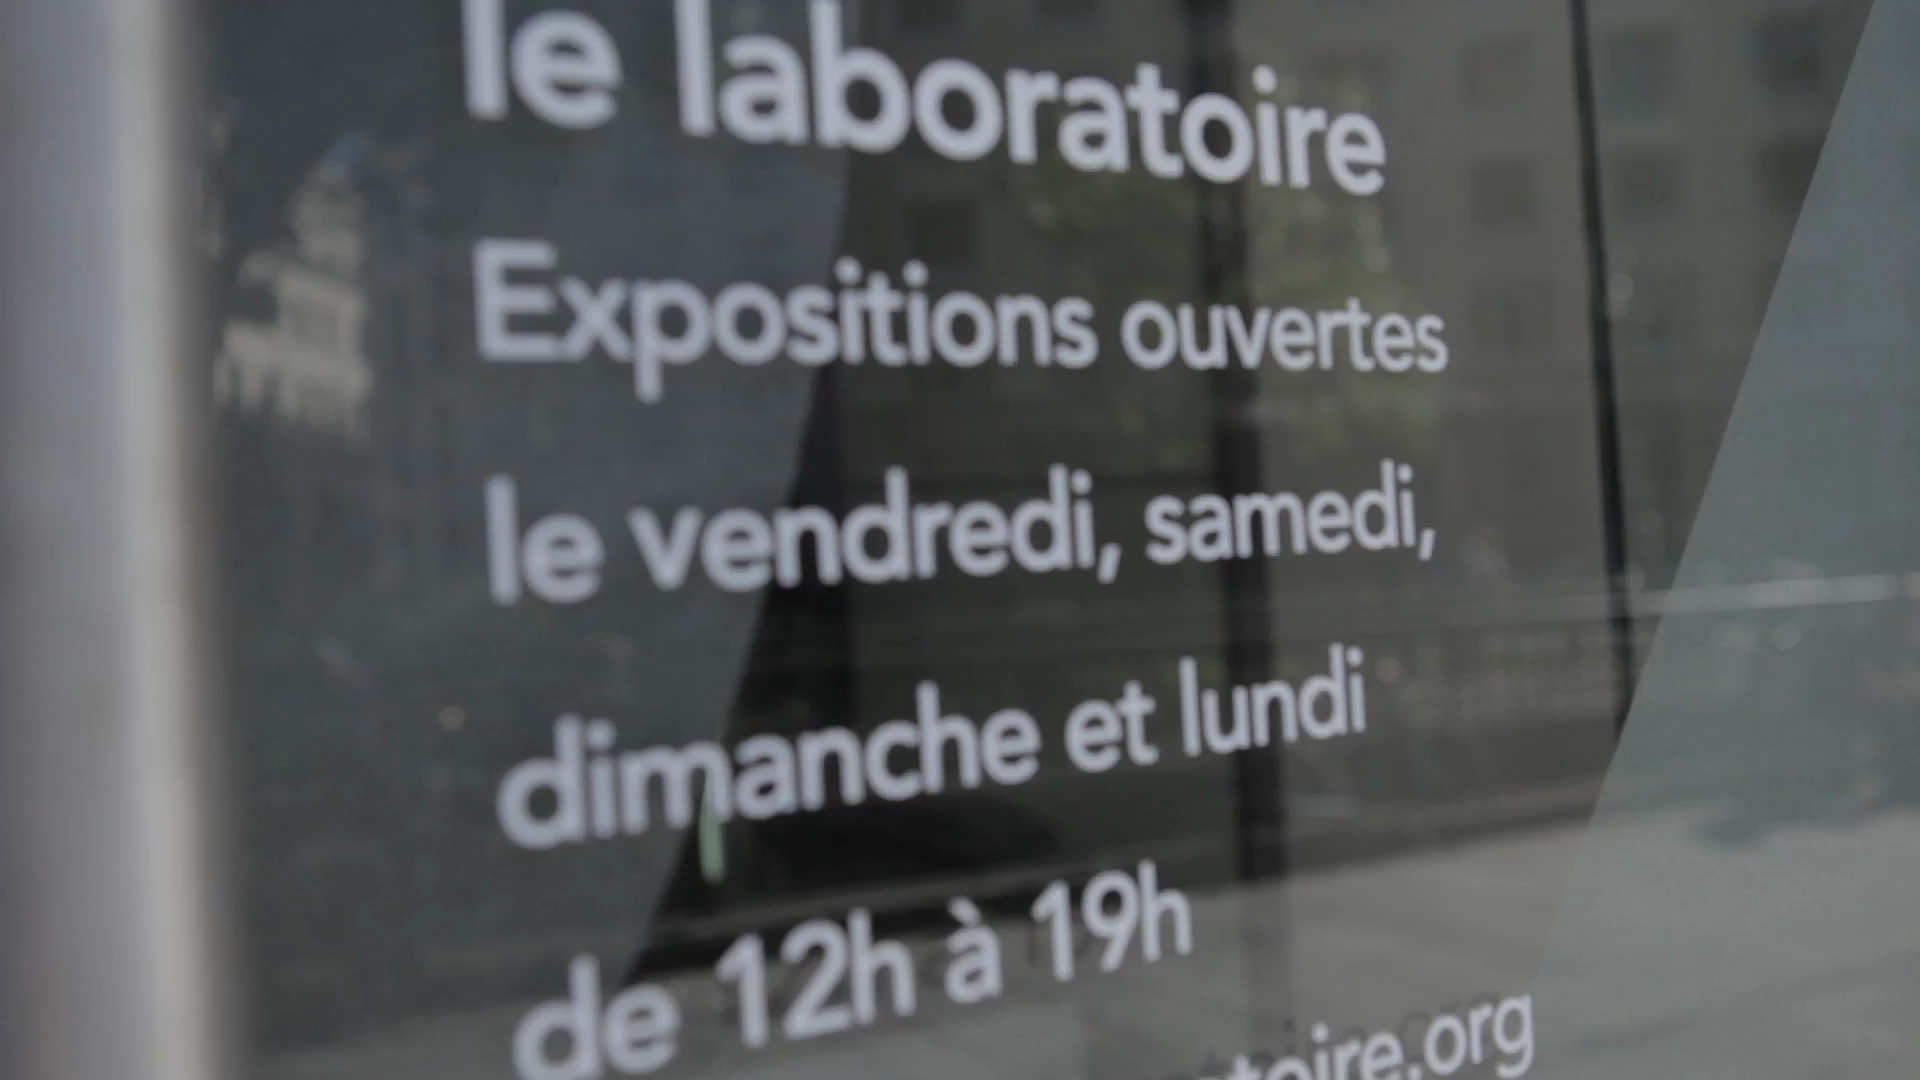 le laboratoire
Expositions ouvertes
le vendredi, samedi,
dimanche et lundi
de 12h à 19h
toire.org